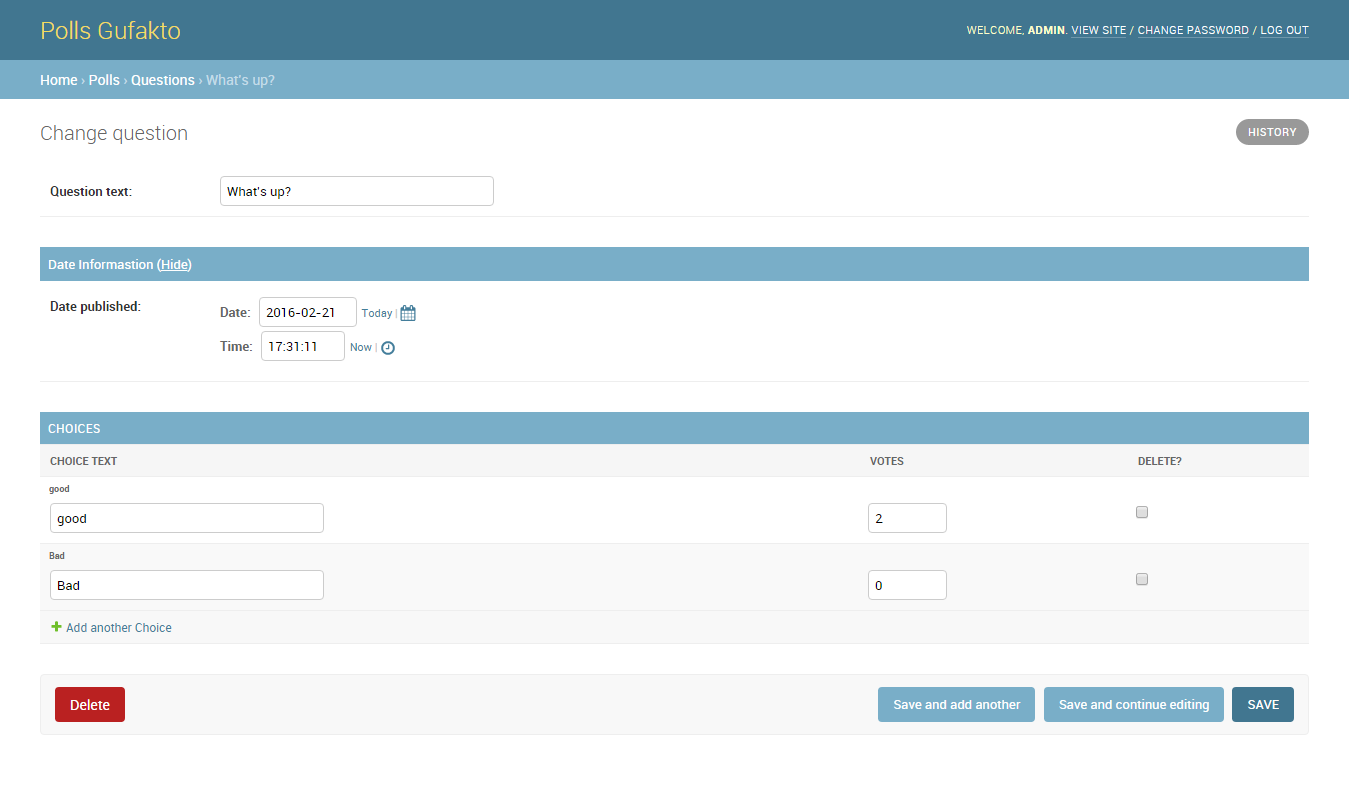 Polls Gufakto
WELCOME, ADMIN. VIEW SITE / CHANGE PASSWORD / LOG OUT
Home › Polls › Questions › What's up?
Change question
HISTORY
Question text:
What's up?
Date Informastion (Hide)
Date published:
Date: 2016-02-21 Today |
Time: 17:31:11 Now |
CHOICES
CHOICE TEXT VOTES DELETE?
good
good 2
Bad
Bad 0
Add another Choice
Delete Save and add another Save and continue editing SAVE